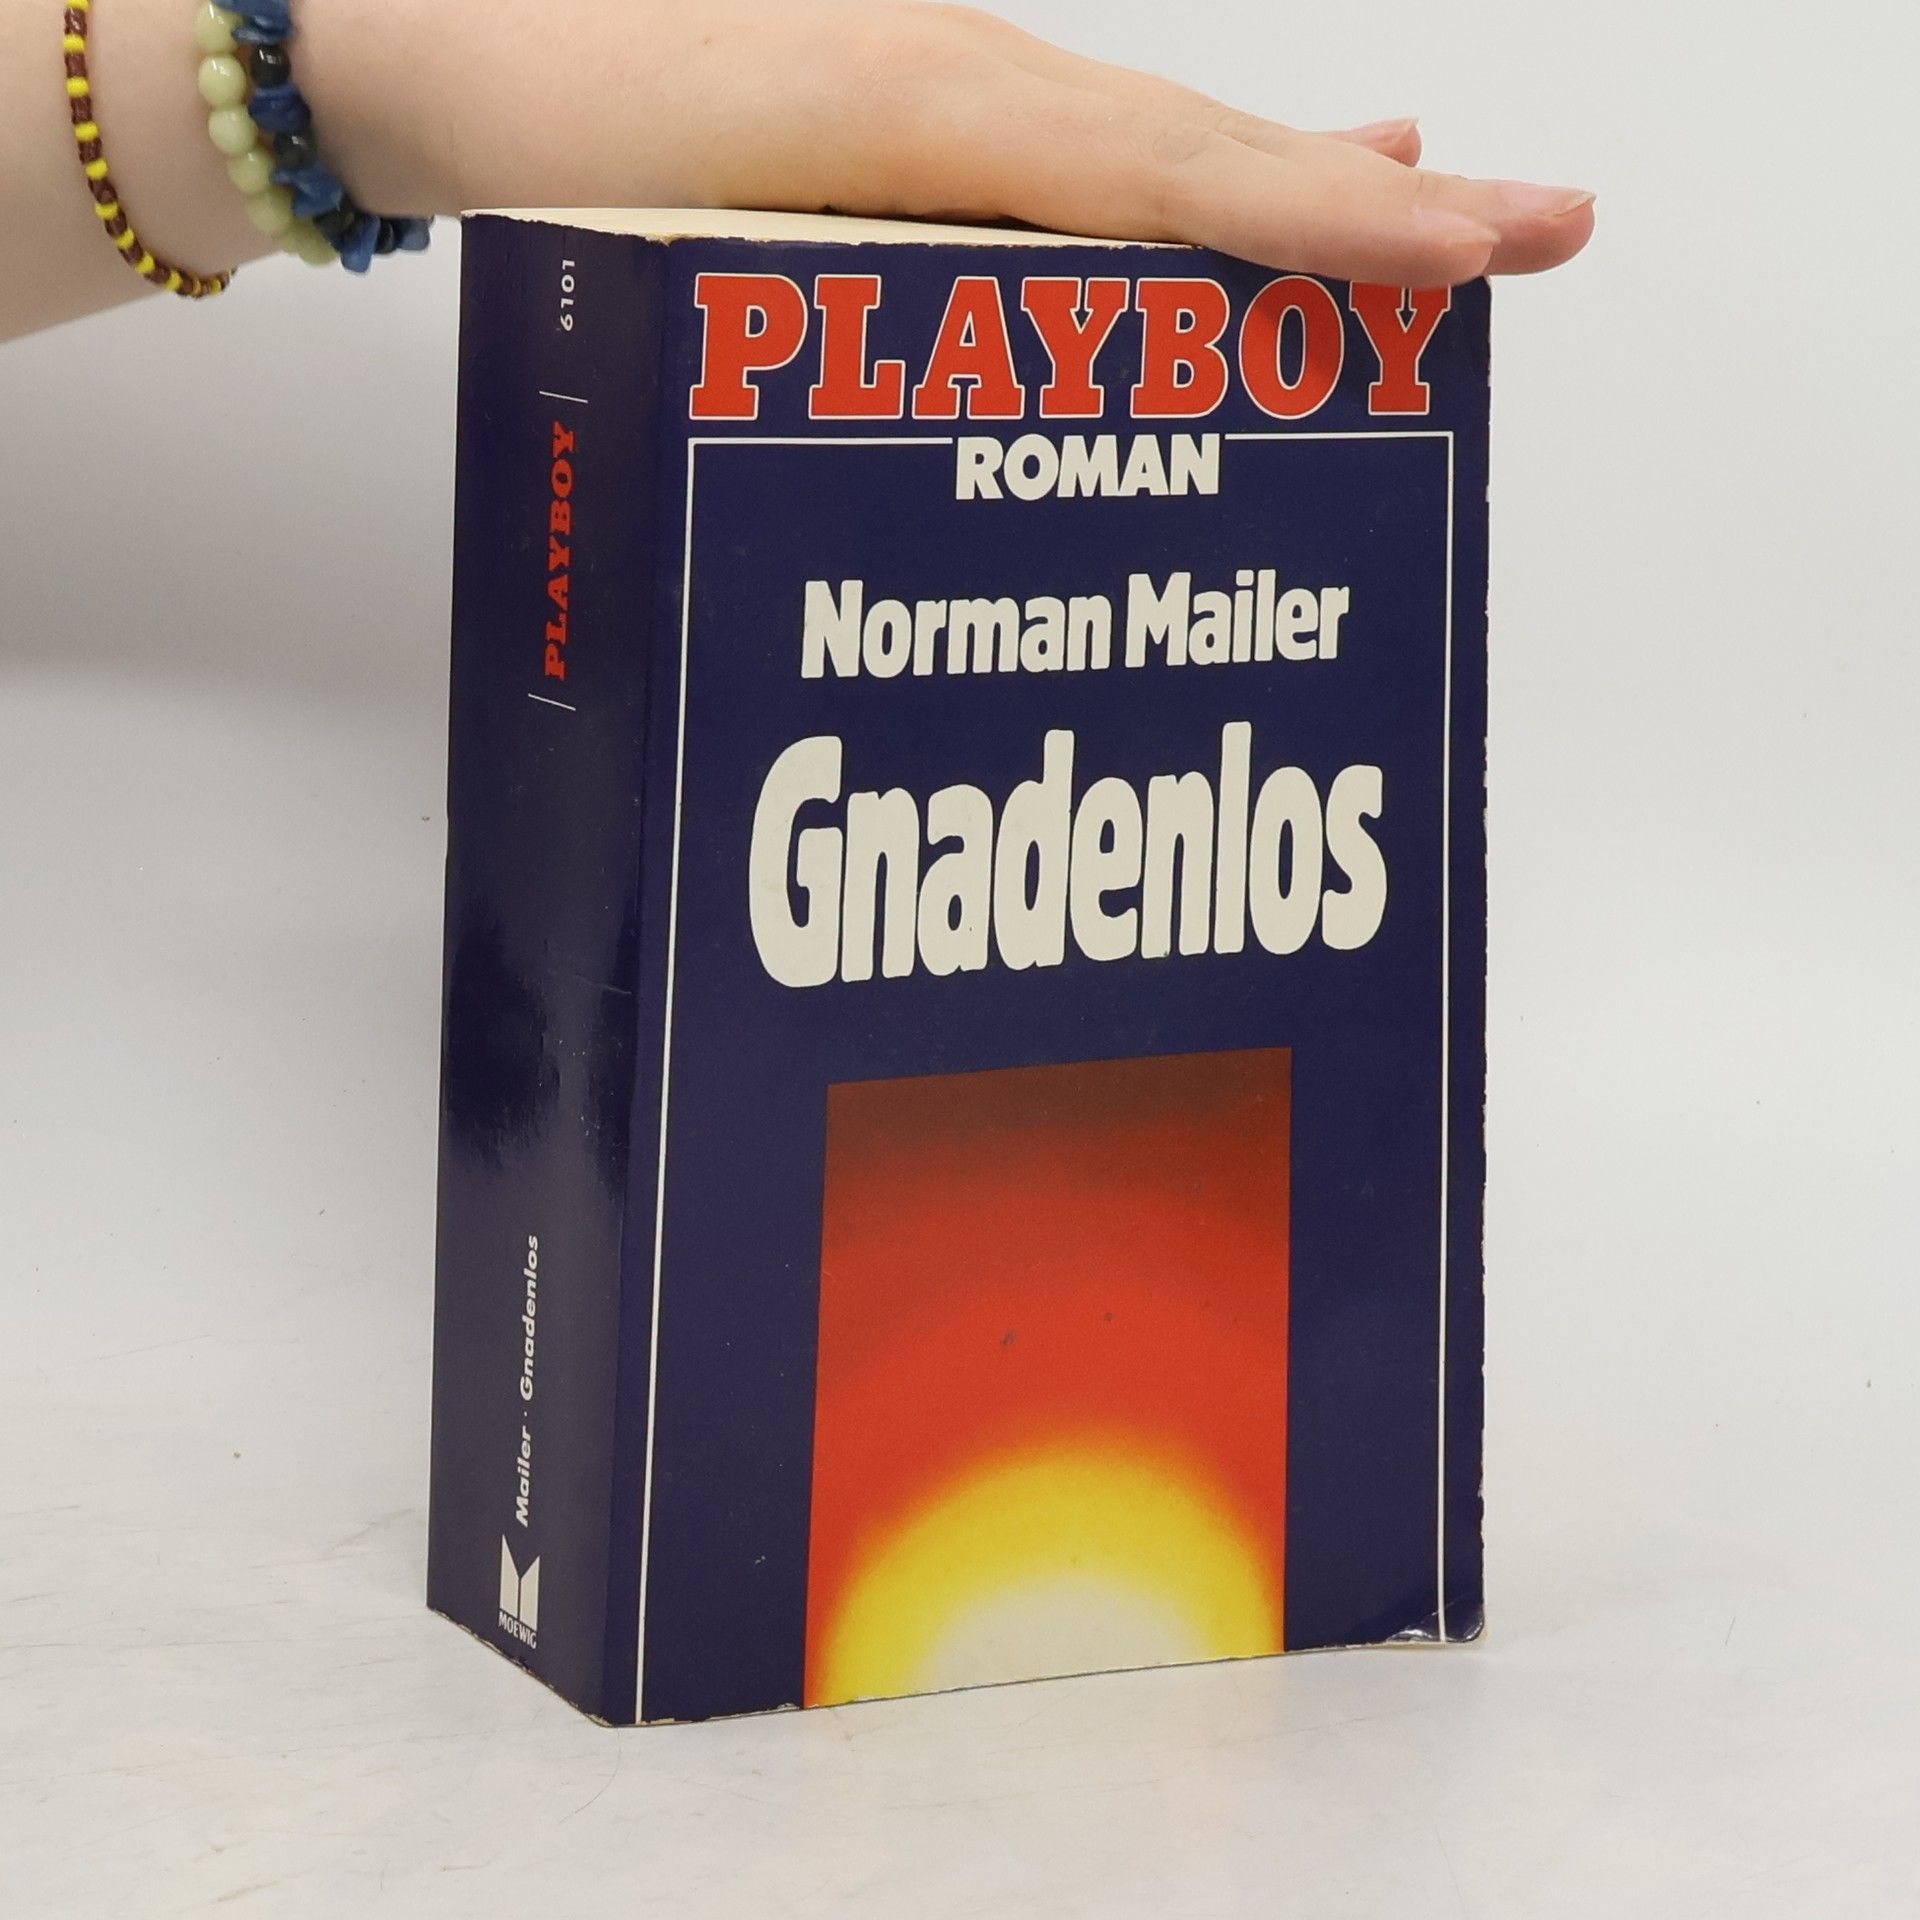 PLAYBOY
ROMAN
Norman Mailer
Gnadenlos
6101
PLAYBOY
Mailer · Gnadenlos
MOEWIG